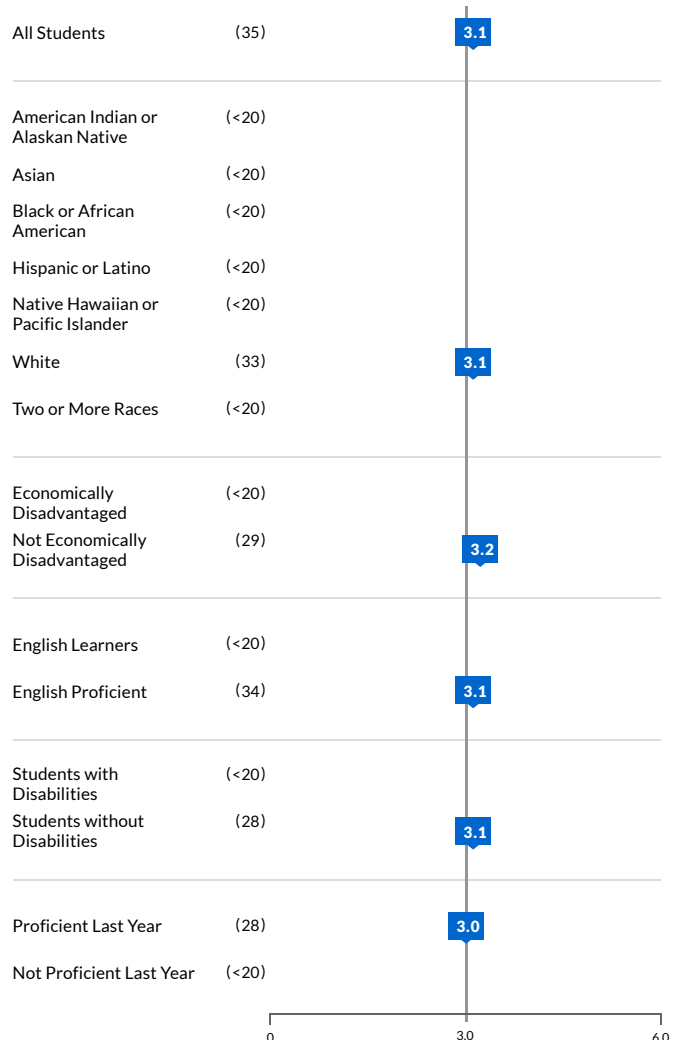 All Students (35) 3.1
American Indian or
Alaskan Native (<20)
Asian (<20)
Black or African
American (<20)
Hispanic or Latino (<20)
Native Hawaiian or
Pacific Islander (<20)
White (33) 3.1
Two or More Races (<20)
Economically
Disadvantaged (<20)
Not Economically
Disadvantaged (29) 3.2
English Learners (<20)
English Proficient (34) 3.1
Students with
Disabilities (<20)
Students without
Disabilities (28) 3.1
Proficient Last Year (28) 3.0
Not Proficient Last Year (<20)
0 3.0 6.0